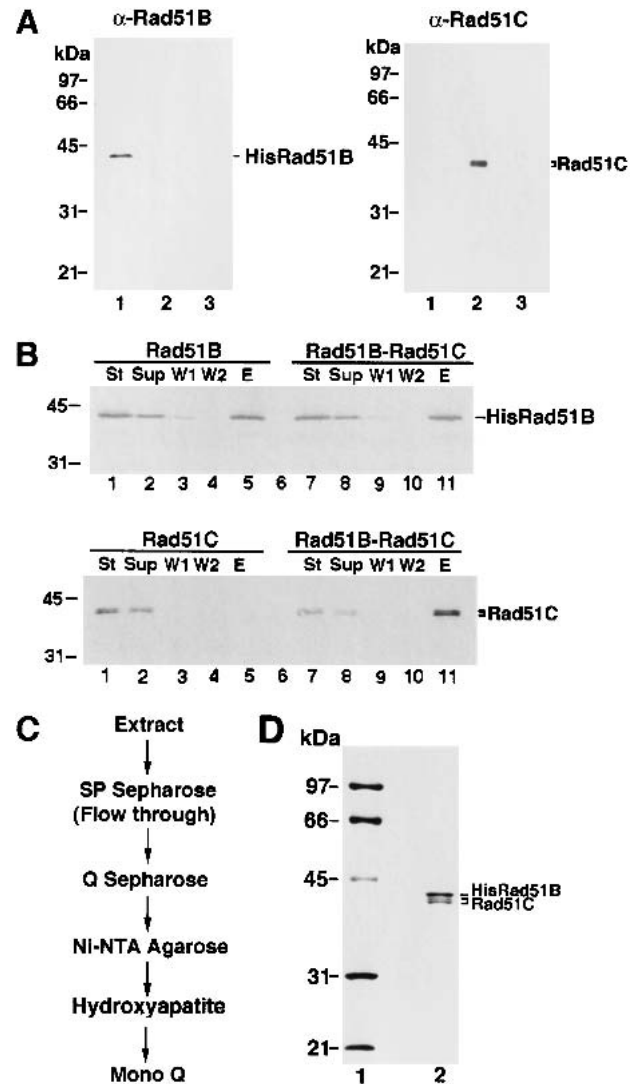 A
α-Rad51B
α-Rad51C
kDa
97-
66-
45-
31-
21-
HisRad51B
1 2 3
kDa
97-
66-
45-
31-
21-
Rad51C
1 2 3
B
Rad51B
Rad51B-Rad51C
St Sup W1 W2 E St Sup W1 W2 E
45-
31-
HisRad51B
1 2 3 4 5 6 7 8 9 10 11
Rad51C
Rad51B-Rad51C
St Sup W1 W2 E St Sup W1 W2 E
45-
31-
Rad51C
1 2 3 4 5 6 7 8 9 10 11
C
Extract
SP Sepharose
(Flow through)
Q Sepharose
Ni-NTA Agarose
Hydroxyapatite
Mono Q
D
kDa
97-
66-
45-
31-
21-
HisRad51B
Rad51C
1 2